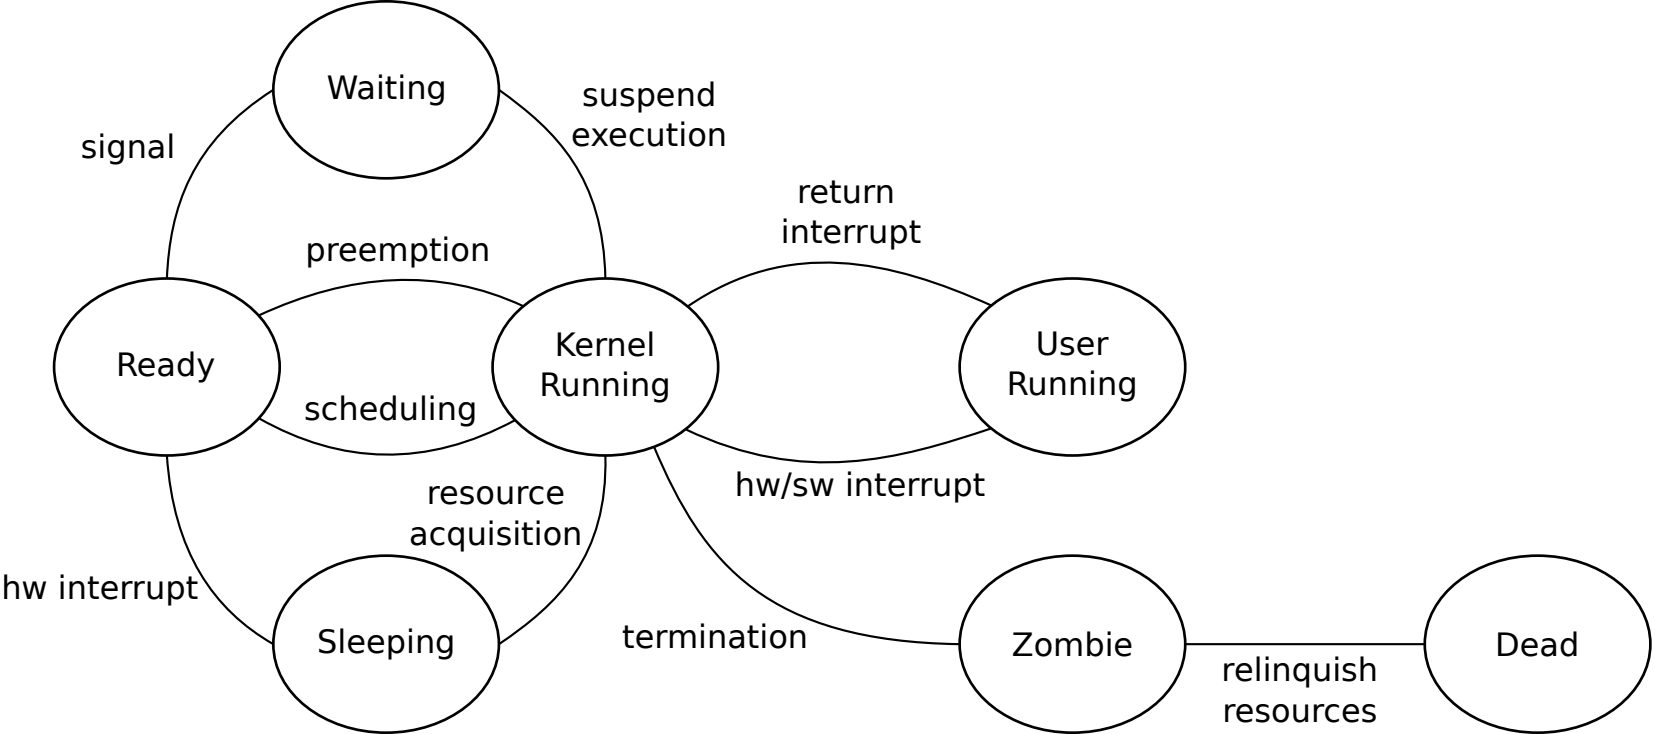 Waiting
suspend
execution
signal
return
interrupt
preemption
Ready
Kernel
Running
User
Running
scheduling
resource
acquisition
hw/sw interrupt
hw interrupt
Sleeping
termination
Zombie
relinquish
resources
Dead